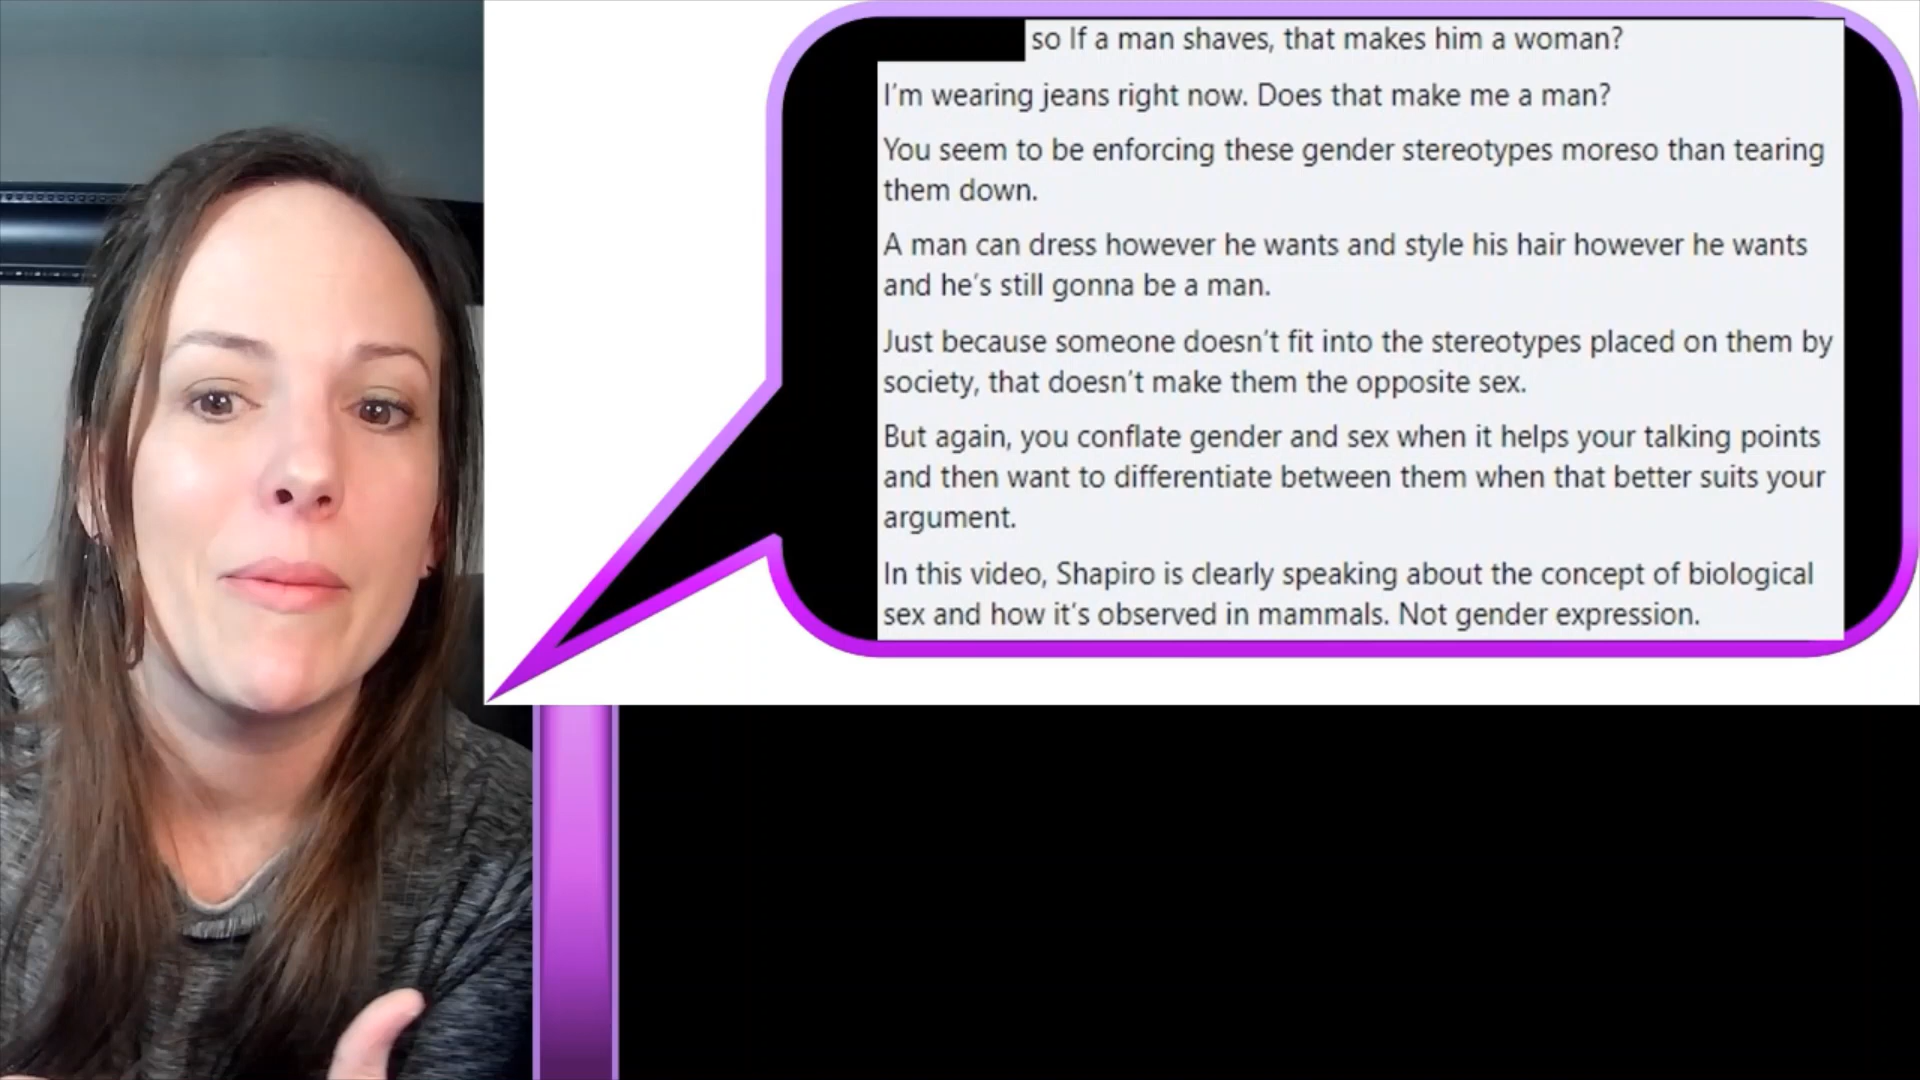 so If a man shaves, that makes him a woman?
I'm wearing jeans right now. Does that make me a man?
You seem to be enforcing these gender stereotypes moreso than tearing
them down.
A man can dress however he wants and style his hair however he wants
and he's still gonna be a man.
Just because someone doesn't fit into the stereotypes placed on them by
society, that doesn't make them the opposite sex.
But again, you conflate gender and sex when it helps your talking points
and then want to differentiate between them when that better suits your
argument.
In this video, Shapiro is clearly speaking about the concept of biological
sex and how it's observed in mammals. Not gender expression.